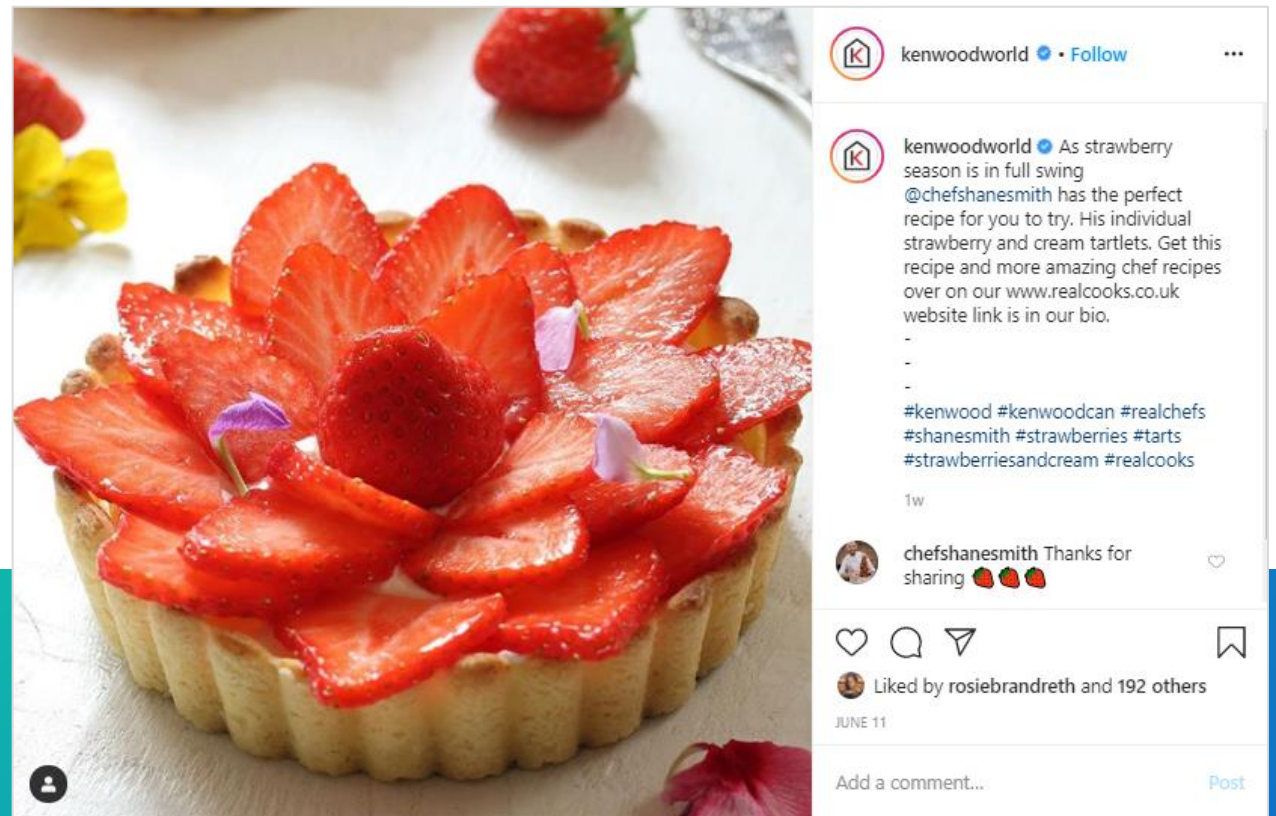 kenwoodworld • Follow
kenwoodworld As strawberry
season is in full swing
@chefshanesmith has the perfect
recipe for you to try. His individual
strawberry and cream tartlets. Get this
recipe and more amazing chef recipes
over on our www.realcooks.co.uk
website link is in our bio.
-
-
-
#kenwood #kenwoodcan #realchefs
#shanesmith #strawberries #tarts
#strawberriesandcream #realcooks
1w
chefshanesmith Thanks for
sharing 🍓🍓🍓
Liked by rosiebrandreth and 192 others
JUNE 11
Add a comment...
Post